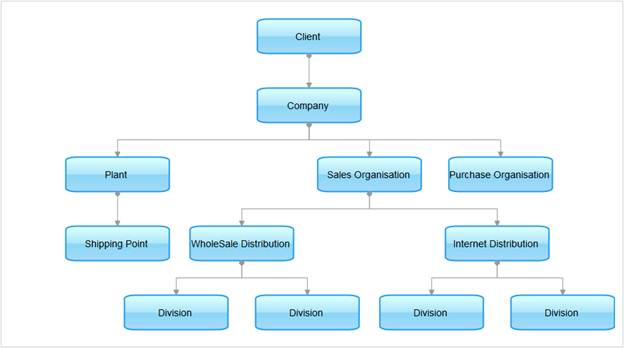 Client
Company
Plant
Sales Organisation
Purchase Organisation
Shipping Point
WholeSale Distribution
Internet Distribution
Division
Division
Division
Division